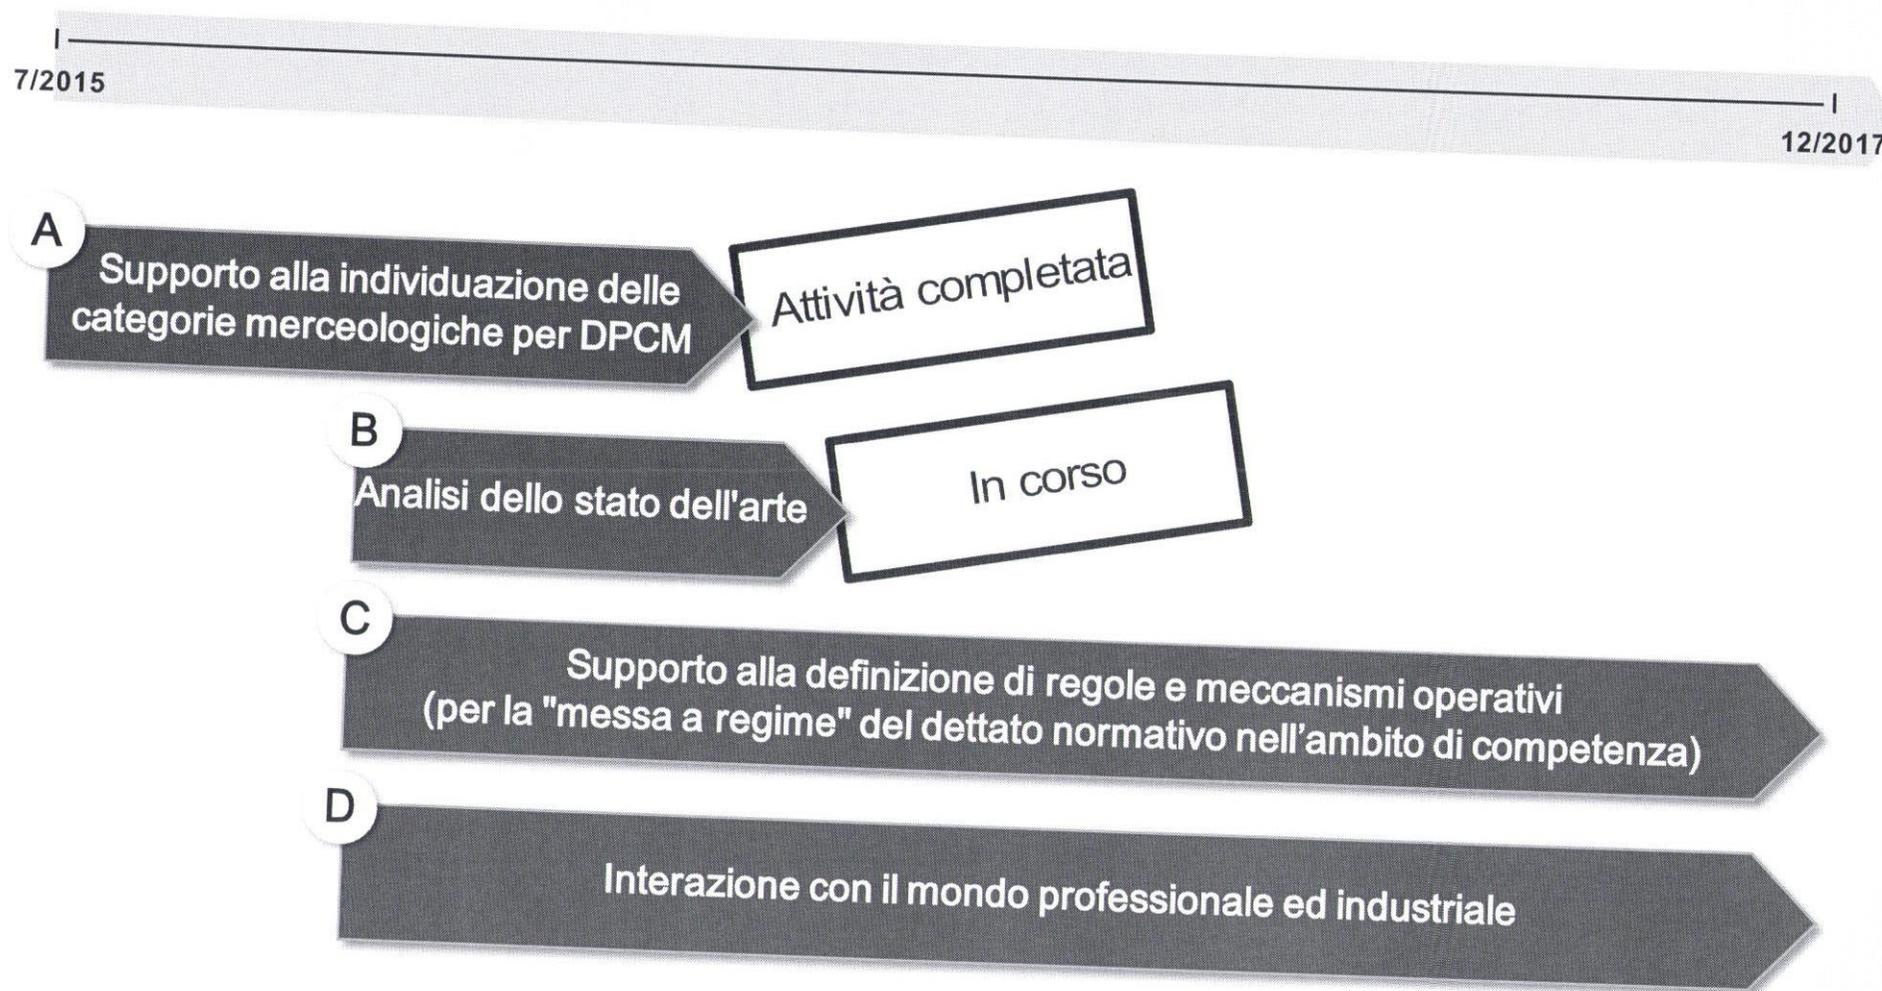 7/2015
12/2017
A
Supporto alla individuazione delle
categorie merceologiche per DPCM
Attività completata
B
Analisi dello stato dell'arte
In corso
C
Supporto alla definizione di regole e meccanismi operativi
(per la "messa a regime" del dettato normativo nell'ambito di competenza)
D
Interazione con il mondo professionale ed industriale